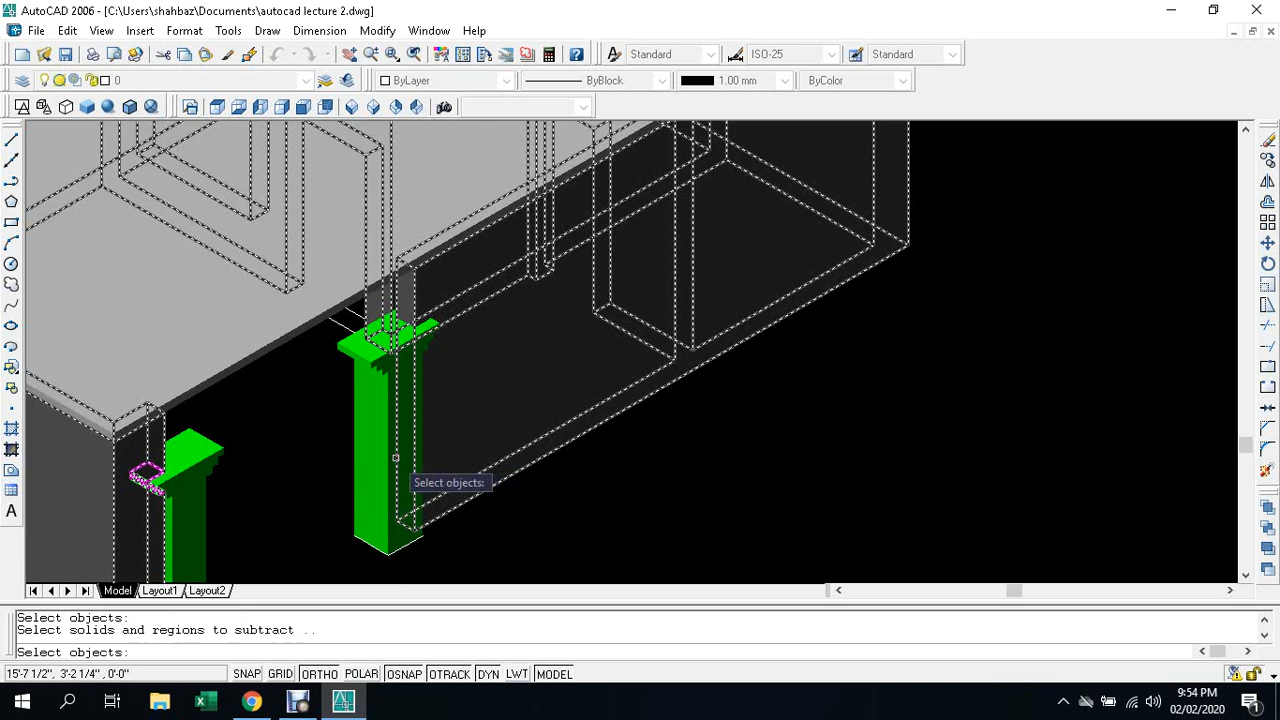 AutoCAD 2006 - [C:\Users\shahbaz\Documents\autocad lecture 2.dwg]
File Edit View Insert Format Tools Draw Dimension Modify Window Help
Standard ISO-25 Standard
0 ByLayer ByBlock 1.00 mm ByColor
A
Select objects:
Model Layout1 Layout2
Select objects:
Select solids and regions to subtract ..
Select objects:
15'-7 1/2", 3'-2 1/4", 0'-0" SNAP GRID ORTHO POLAR OSNAP OTRACK DYN LWT MODEL
9:54 PM
02/02/2020
1